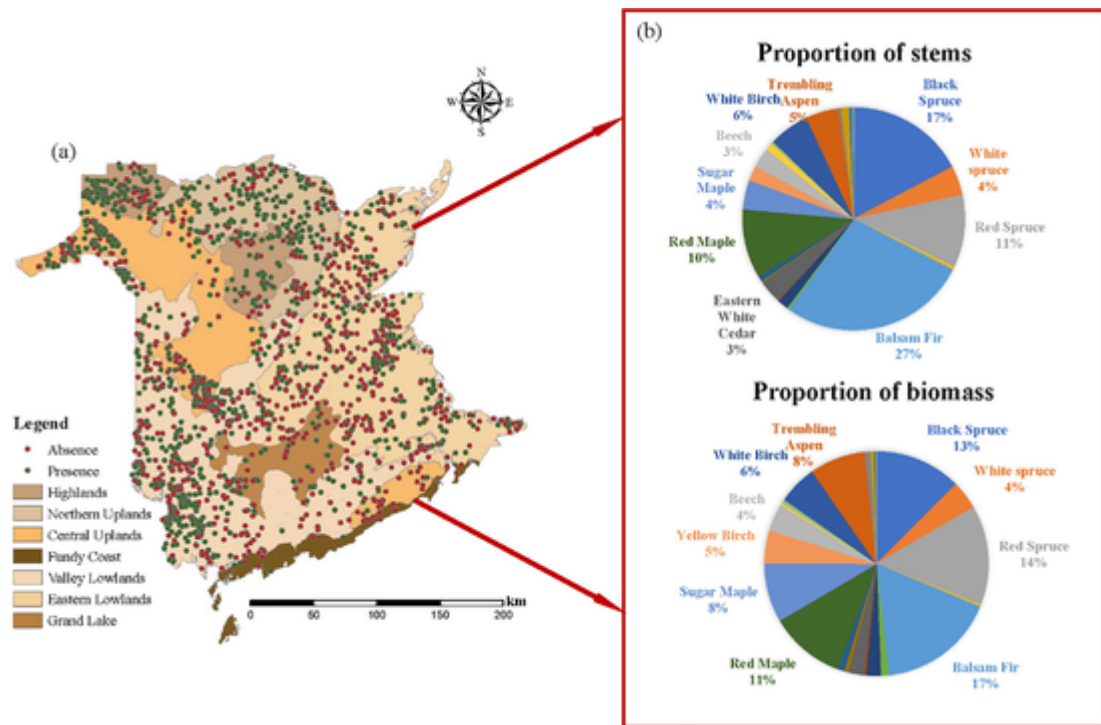 (a)
N
W
E
S
Legend
Absence
Presence
Highlands
Northern Uplands
Central Uplands
Fundy Coast
Valley Lowlands
Eastern Lowlands
Grand Lake
km
0 50 100 150 200
(b)
Proportion of stems
Trembling
Aspen
5%
White Birch
6%
Black
Spruce
17%
Beech
3%
White
spruce
4%
Sugar
Maple
4%
Red Spruce
11%
Red Maple
10%
Eastern
White
Cedar
3%
Balsam Fir
27%
Proportion of biomass
Trembling
Aspen
8%
Black Spruce
13%
White Birch
6%
White spruce
4%
Beech
4%
Yellow Birch
5%
Red Spruce
14%
Sugar Maple
8%
Red Maple
11%
Balsam Fir
17%